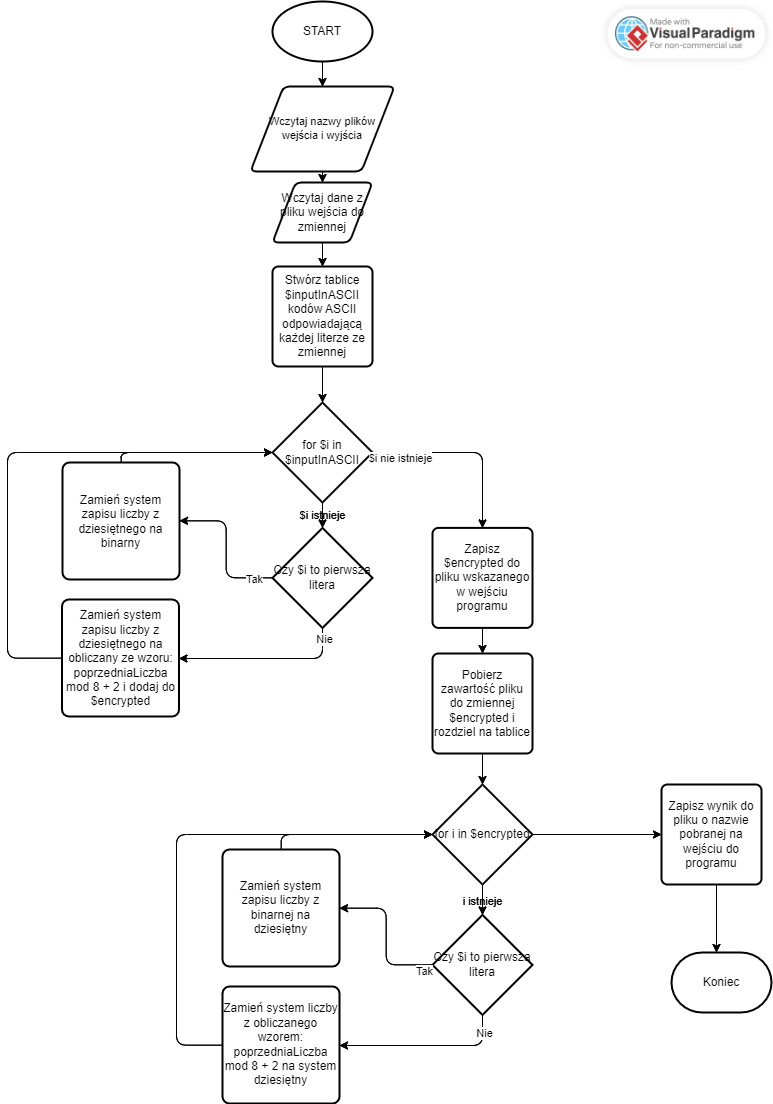 START
Made with
VisualParadigm
For non-commercial use
Wczytaj nazwy plików
wejścia i wyjścia
Wczytaj dane z
pliku wejścia do
zmiennej
Stwórz tablice
$inputInASCII
kodów ASCII
odpowiadającą
każdej literze ze
zmiennej
for $i in
$inputInASCII
$i nie istnieje
$i istnieje
Czy $i to pierwsza
litera
Tak
Nie
Zamień system
zapisu liczby z
dziesiętnego na
binarny
Zamień system
zapisu liczby z
dziesiętnego na
obliczany ze wzoru:
poprzedniaLiczba
mod 8 + 2 i dodaj do
$encrypted
Zapisz
$encrypted do
pliku wskazanego
w wejściu
programu
Pobierz
zawartość pliku
do zmiennej
$encrypted i
rozdziel na tablice
for i in $encrypted
i istnieje
Czy $i to pierwsza
litera
Tak
Nie
Zamień system
zapisu liczby z
binarnej na
dziesiętny
Zamień system liczby
z obliczanego
wzorem:
poprzedniaLiczba
mod 8 + 2 na system
dziesiętny
Zapisz wynik do
pliku o nazwie
pobranej na
wejściu do
programu
Koniec